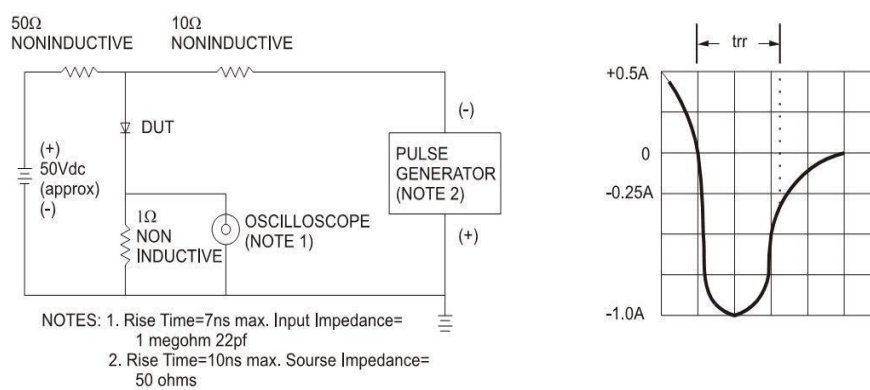 50Ω
NONINDUCTIVE
10Ω
NONINDUCTIVE
DUT
(+)
50Vdc
(approx)
(-)
1Ω
NON
INDUCTIVE
OSCILLOSCOPE
(NOTE 1)
(-)
PULSE
GENERATOR
(NOTE 2)
(+)
NOTES: 1. Rise Time=7ns max. Input Impedance=
1 megohm 22pf
2. Rise Time=10ns max. Sourse Impedance=
50 ohms
trr
+0.5A
0
-0.25A
-1.0A